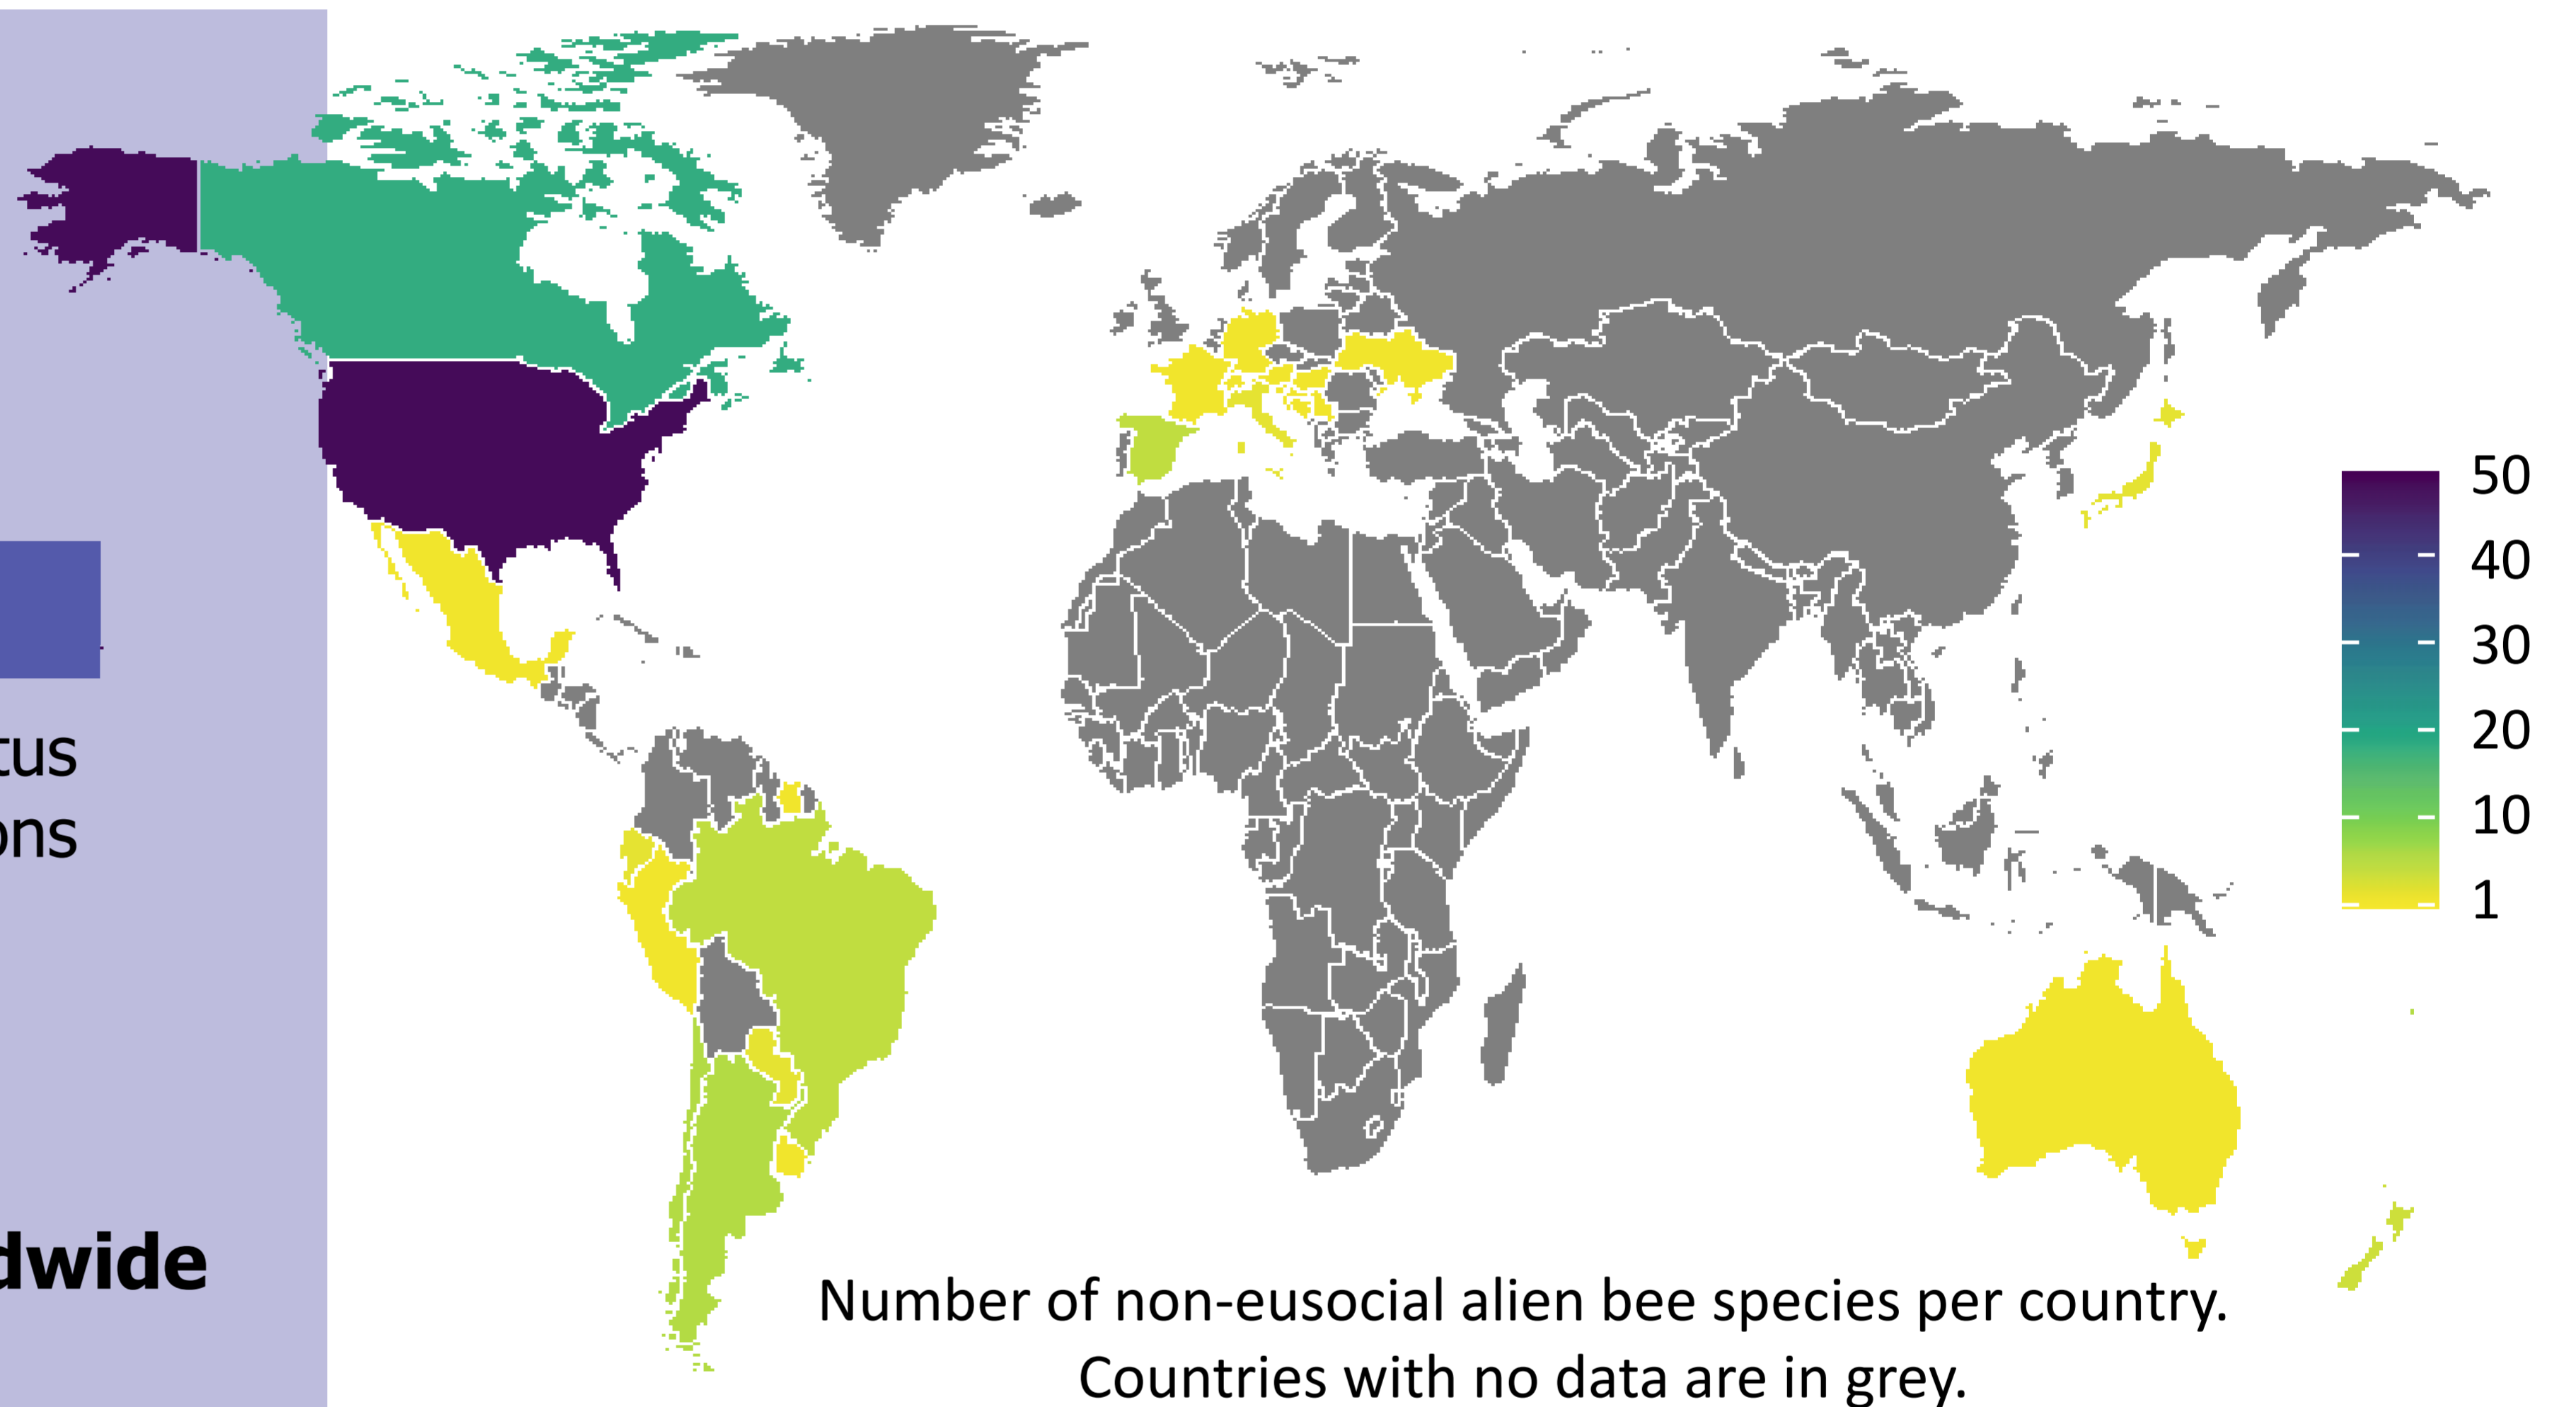 tus
ons
dwide
50
40
30
20
10
1
Number of non-eusocial alien bee species per country.
Countries with no data are in grey.